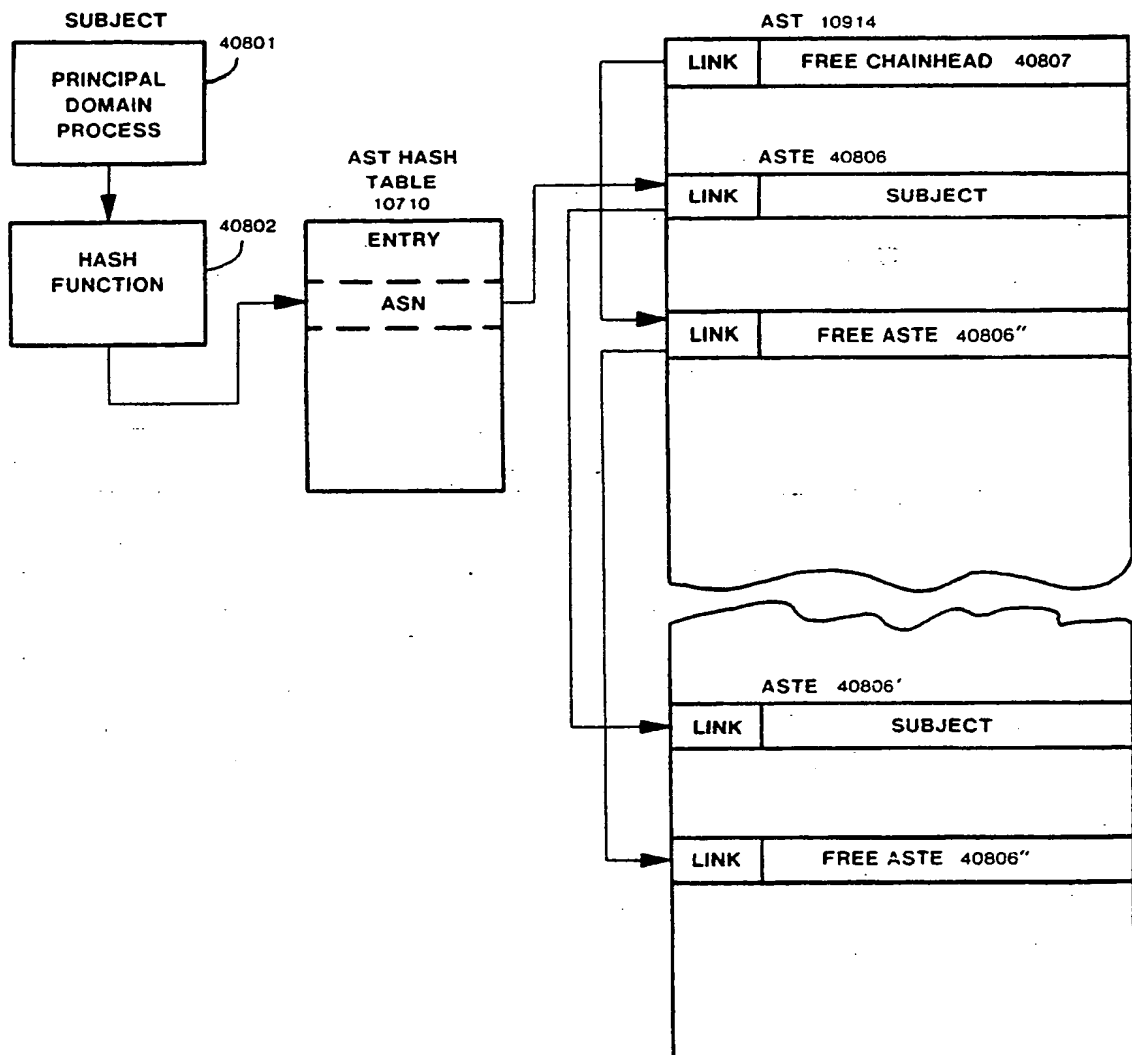 SUBJECT
40801
PRINCIPAL
DOMAIN
PROCESS
40802
HASH
FUNCTION
AST HASH
TABLE
10710
ENTRY
ASN
AST 10914
LINK FREE CHAINHEAD 40807
ASTE 40806
LINK SUBJECT
LINK FREE ASTE 40806"
ASTE 40806'
LINK SUBJECT
LINK FREE ASTE 40806"